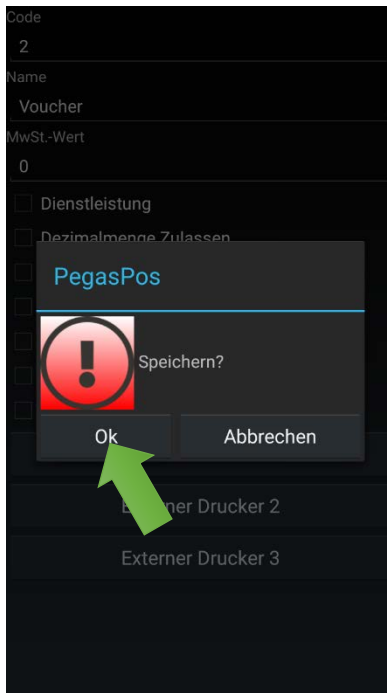 Code
2
Name
Voucher
MwSt.-Wert
0
Dienstleistung
Dezimalmenge Zulassen
PegasPos
Speichern?
Ok
Abbrechen
Drucker 2
Externer Drucker 3